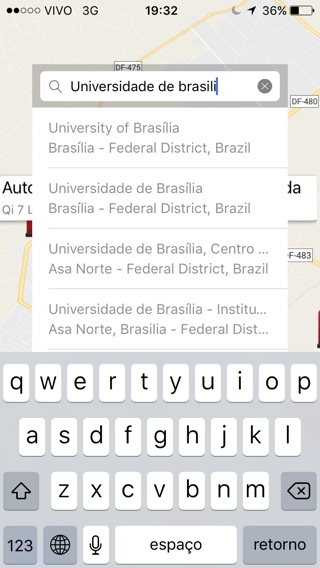 VIVO 3G 19:32 36%
DF-475
Universidade de brasili
DF-480
University of Brasília
Brasília - Federal District, Brazil
Auto
da
Universidade de Brasília
Qi 7 L
Brasília - Federal District, Brazil
Universidade de Brasília, Centro ...
DF-483
Asa Norte - Federal District, Brazil
Universidade de Brasília - Institu...
Asa Norte, Brasilia - Federal Dist...
q w e r t y u i o p
a s d f g h j k l
z x c v b n m
123 espaço retorno